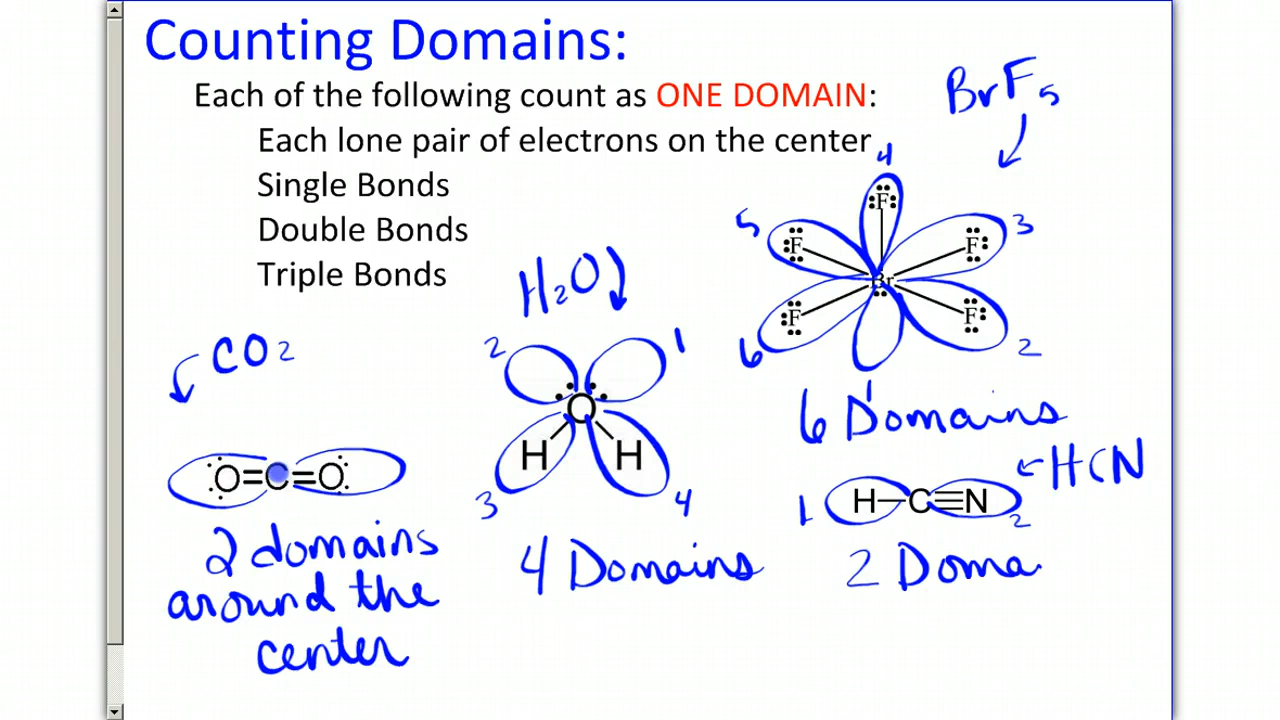 Counting Domains:
Each of the following count as ONE DOMAIN:
Each lone pair of electrons on the center
Single Bonds
Double Bonds
Triple Bonds
BrF5
4
5
3
F
F
F
Br
F
F
6
2
1
6 Domains
H2O
2
1
O
H H
3
4
4 Domains
CO2
O=C=O
2 domains
around the
center
HCN
1
H–C≡N
2
2 Doma